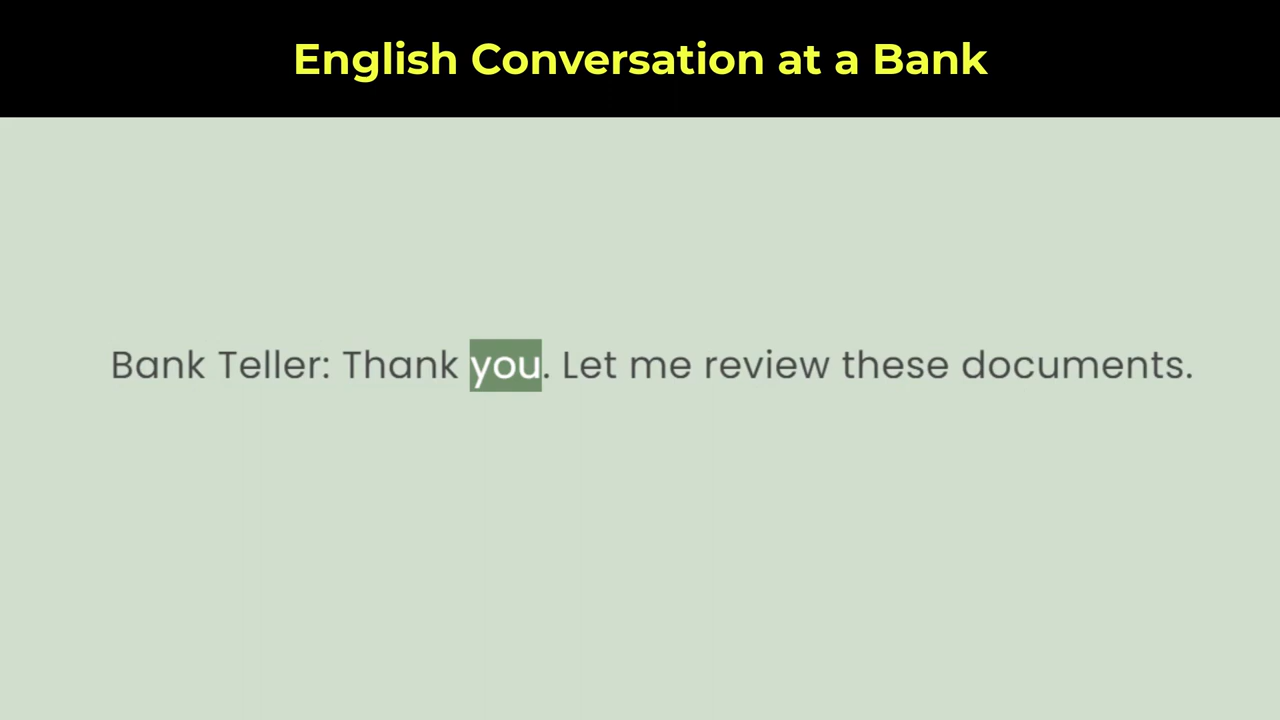 English Conversation at a Bank
Bank Teller: Thank you. Let me review these documents.